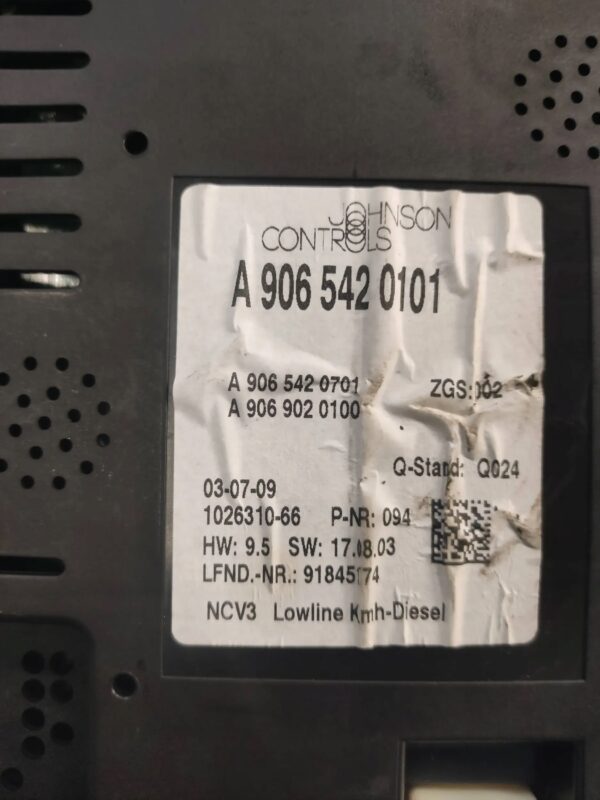 JOHNSON
CONTROLS
A 906 542 0101
A 906 542 0701
A 906 902 0100
ZGS: 002
Q-Stand: Q024
03-07-09
1026310-66 P-NR: 094
HW: 9.5 SW: 17.08.03
LFND.-NR.:
NCV3 Lowline Kmh-Diesel